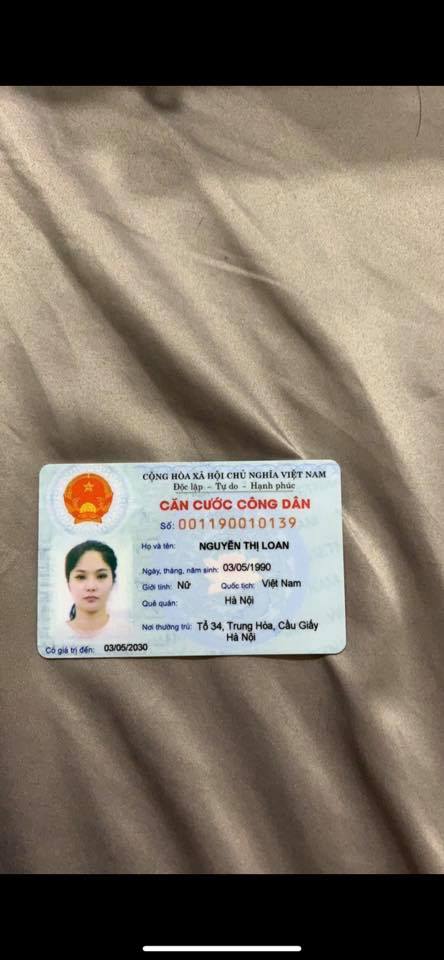 CỘNG HÒA XÃ HỘI CHỦ NGHĨA VIỆT NAM
Độc lập - Tự do - Hạnh phúc
CĂN CƯỚC CÔNG DÂN
Số: 001190010139
Họ và tên: NGUYỄN THỊ LOAN
Ngày, tháng, năm sinh: 03/05/1990
Giới tính: Nữ Quốc tịch: Việt Nam
Quê quán: Hà Nội
Nơi thường trú: Tổ 34, Trung Hòa, Cầu Giấy
Hà Nội
Có giá trị đến: 03/05/2030